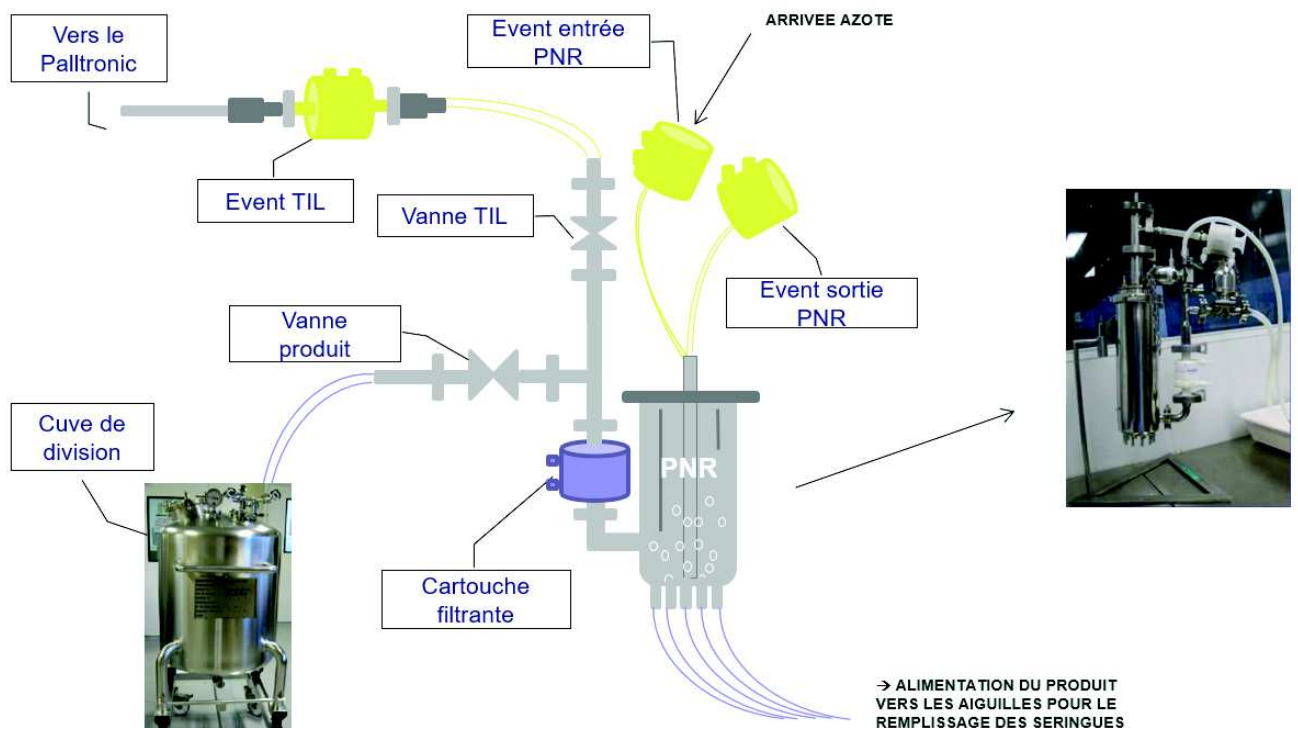 Vers le
Palltronic
Event entrée
PNR
ARRIVEE AZOTE
Event TIL
Vanne TIL
Event sortie
PNR
Vanne
produit
Cuve de
division
PNR
Cartouche
filtrante
→ ALIMENTATION DU PRODUIT
VERS LES AIGUILLES POUR LE
REMPLISSAGE DES SERINGUES